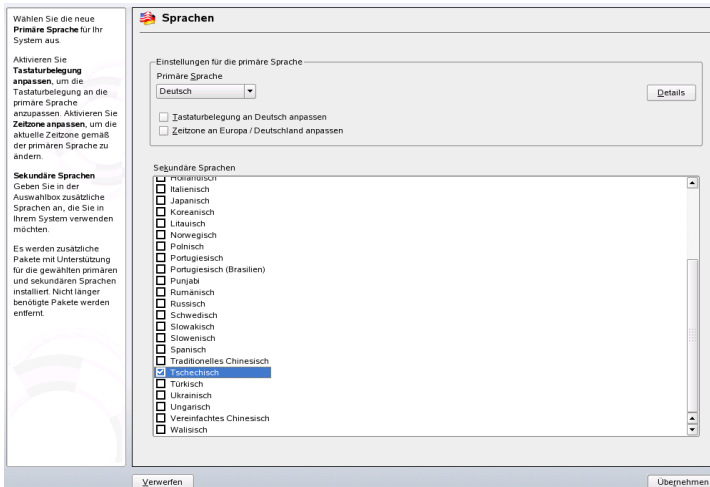 Wählen Sie die neue
Primäre Sprache für Ihr
System aus.
Aktivieren Sie
Tastaturbelegung
anpassen, um die
Tastaturbelegung an die
primäre Sprache
anzupassen. Aktivieren Sie
Zeitzone anpassen, um die
aktuelle Zeitzone gemäß
der primären Sprache zu
ändern.
Sekundäre Sprachen
Geben Sie in der
Auswahlbox zusätzliche
Sprachen an, die Sie in
Ihrem System verwenden
möchten.
Es werden zusätzliche
Pakete mit Unterstützung
für die gewählten primären
und sekundären Sprachen
installiert. Nicht länger
benötigte Pakete werden
entfernt.
Sprachen
Einstellungen für die primäre Sprache
Primäre Sprache
Deutsch
Details
Tastaturbelegung an Deutsch anpassen
Zeitzone an Europa / Deutschland anpassen
Sekundäre Sprachen
Holländisch
Italienisch
Japanisch
Koreanisch
Litauisch
Norwegisch
Polnisch
Portugiesisch
Portugiesisch (Brasilien)
Punjabi
Rumänisch
Russisch
Schwedisch
Slowakisch
Slowenisch
Spanisch
Traditionelles Chinesisch
Tschechisch
Türkisch
Ukrainisch
Ungarisch
Vereinfachtes Chinesisch
Walisisch
Verwerfen
Übernehmen